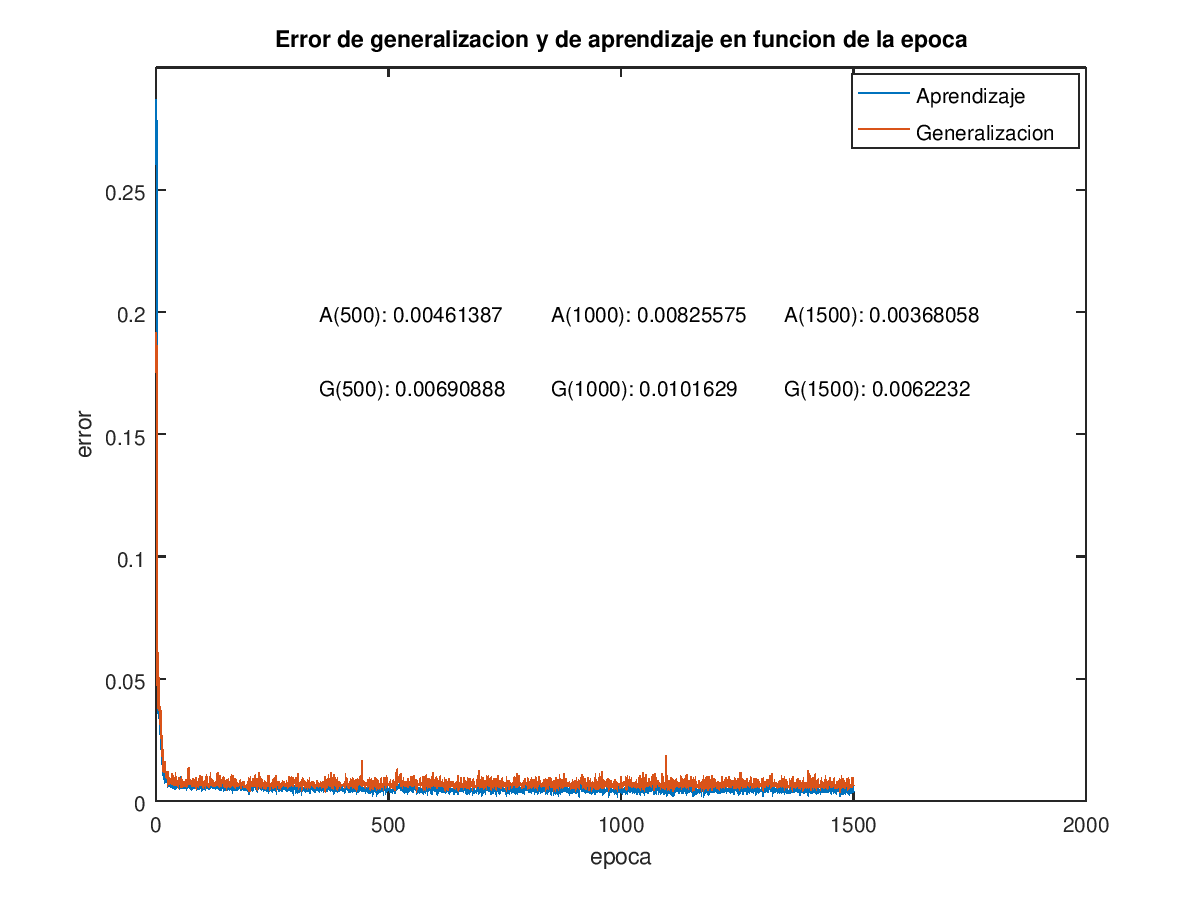 Error de generalizacion y de aprendizaje en funcion de la epoca
Aprendizaje
Generalizacion
0.25
0.2
0.15
0.1
0.05
0
A(500): 0.00461387 A(1000): 0.00825575 A(1500): 0.00368058
G(500): 0.00690888 G(1000): 0.0101629 G(1500): 0.0062232
error
0 500 1000 1500 2000
epoca